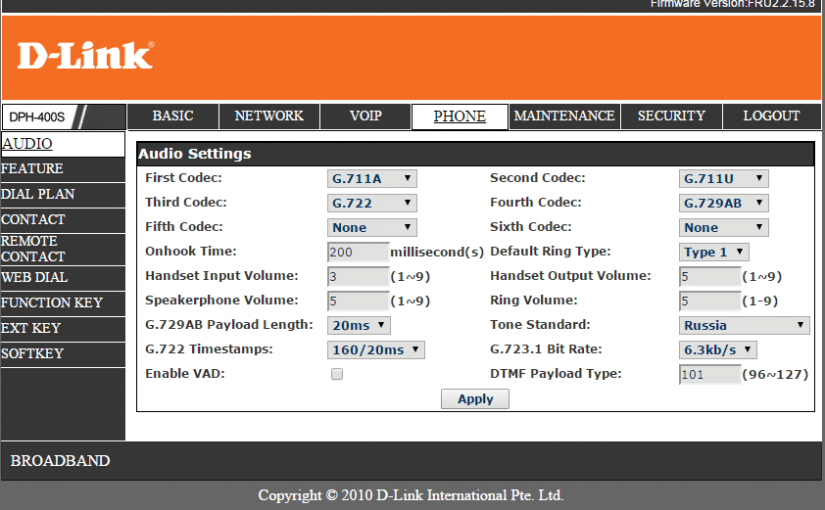 Firmware Version:FRU2.2.15.8
D-Link®
DPH-400S BASIC NETWORK VOIP PHONE MAINTENANCE SECURITY LOGOUT
AUDIO
FEATURE
DIAL PLAN
CONTACT
REMOTE
CONTACT
WEB DIAL
FUNCTION KEY
EXT KEY
SOFTKEY
Audio Settings
First Codec: G.711A Second Codec: G.711U
Third Codec: G.722 Fourth Codec: G.729AB
Fifth Codec: None Sixth Codec: None
Onhook Time: 200 millisecond(s) Default Ring Type: Type 1
Handset Input Volume: 3 (1~9) Handset Output Volume: 5 (1~9)
Speakerphone Volume: 5 (1~9) Ring Volume: 5 (1-9)
G.729AB Payload Length: 20ms Tone Standard: Russia
G.722 Timestamps: 160/20ms G.723.1 Bit Rate: 6.3kb/s
Enable VAD: DTMF Payload Type: 101 (96~127)
Apply
BROADBAND
Copyright © 2010 D-Link International Pte. Ltd.